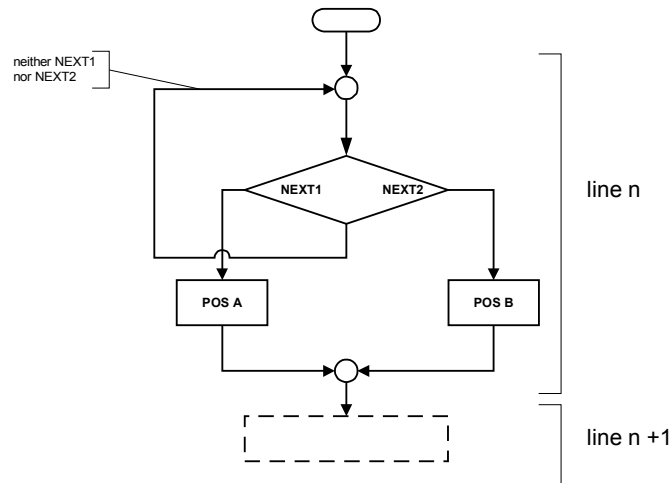 neither NEXT1
nor NEXT2
NEXT1
NEXT2
line n
POS A
POS B
line n +1